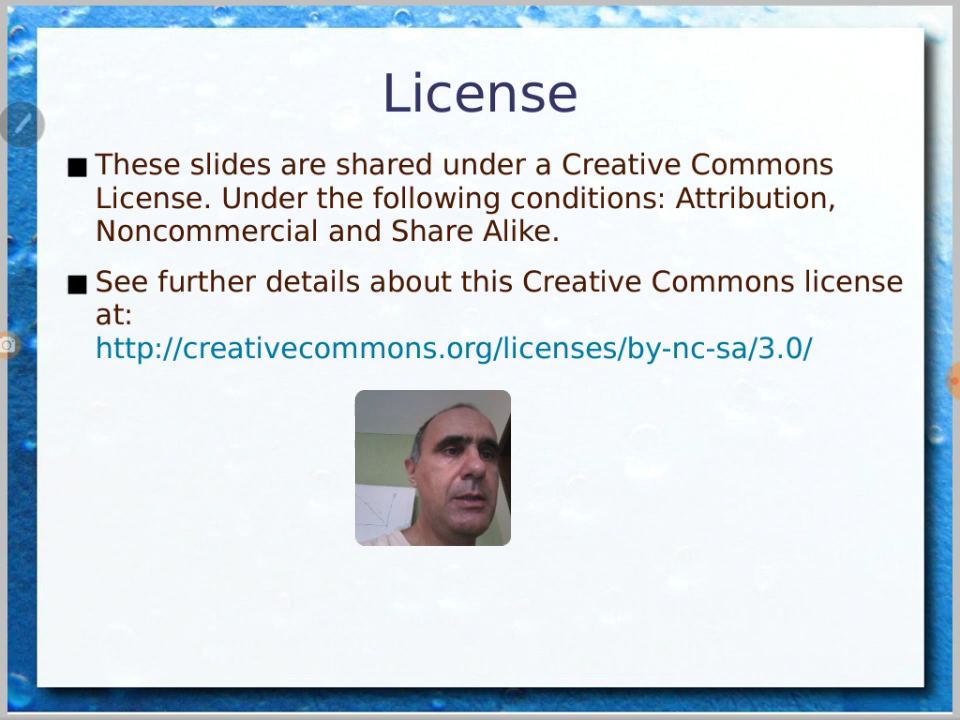 License
These slides are shared under a Creative Commons
License. Under the following conditions: Attribution,
Noncommercial and Share Alike.
See further details about this Creative Commons license
at:
http://creativecommons.org/licenses/by-nc-sa/3.0/